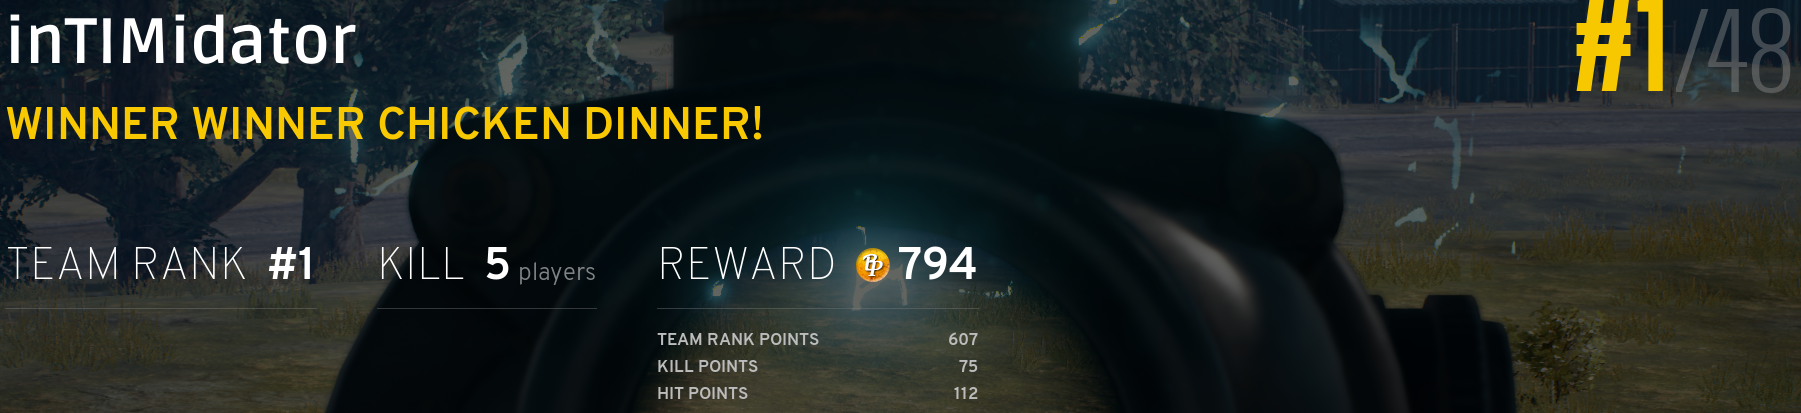 inTIMidator #1/48
WINNER WINNER CHICKEN DINNER!
TEAM RANK #1 KILL 5 players REWARD BP 794
TEAM RANK POINTS 607
KILL POINTS 75
HIT POINTS 112